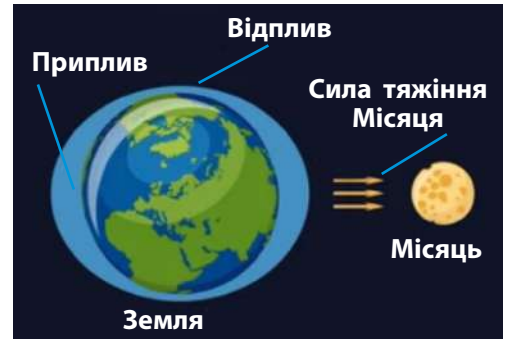 Відплив
Приплив
Сила тяжіння
Місяця
Місяць
Земля